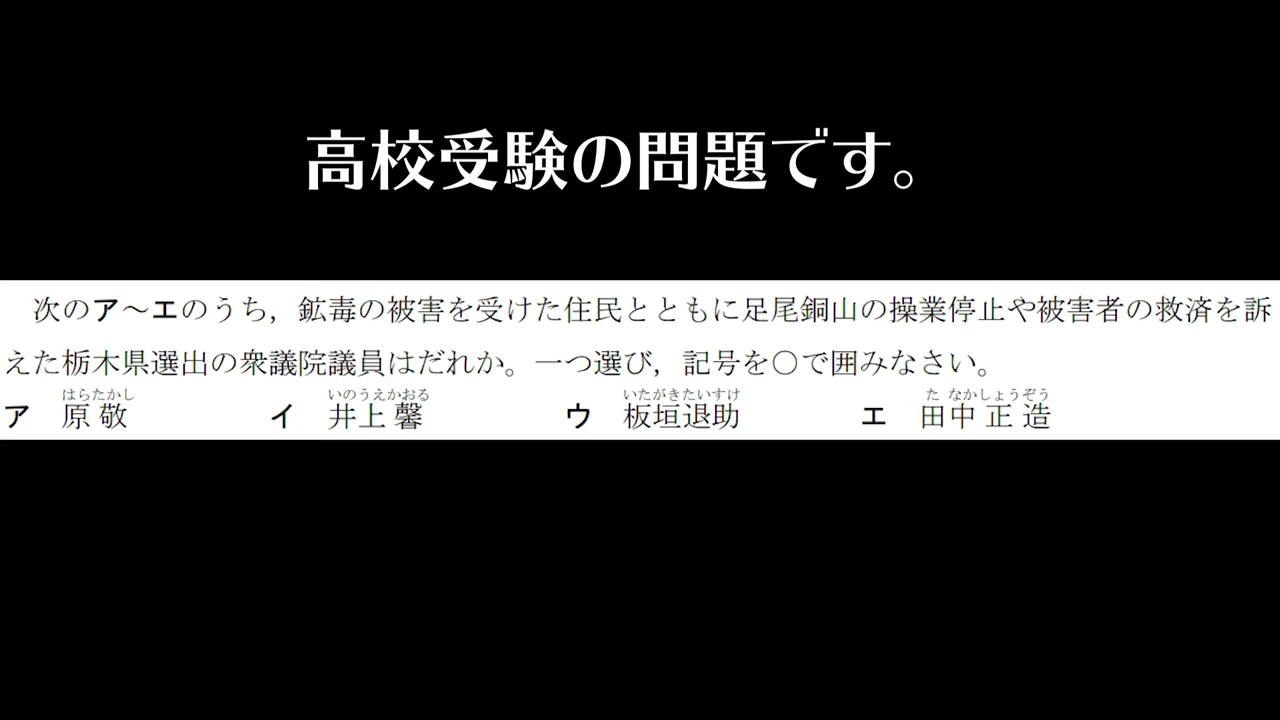 高校受験の問題です。
次のア～エのうち，鉱毒の被害を受けた住民とともに足尾銅山の操業停止や被害者の救済を訴
えた栃木県選出の衆議院議員はだれか。一つ選び，記号を〇で囲みなさい。
はらたかし いのうえかおる いたがきたいすけ た なかしょうぞう
ア 原敬 イ 井上馨 ウ 板垣退助 エ 田中正造